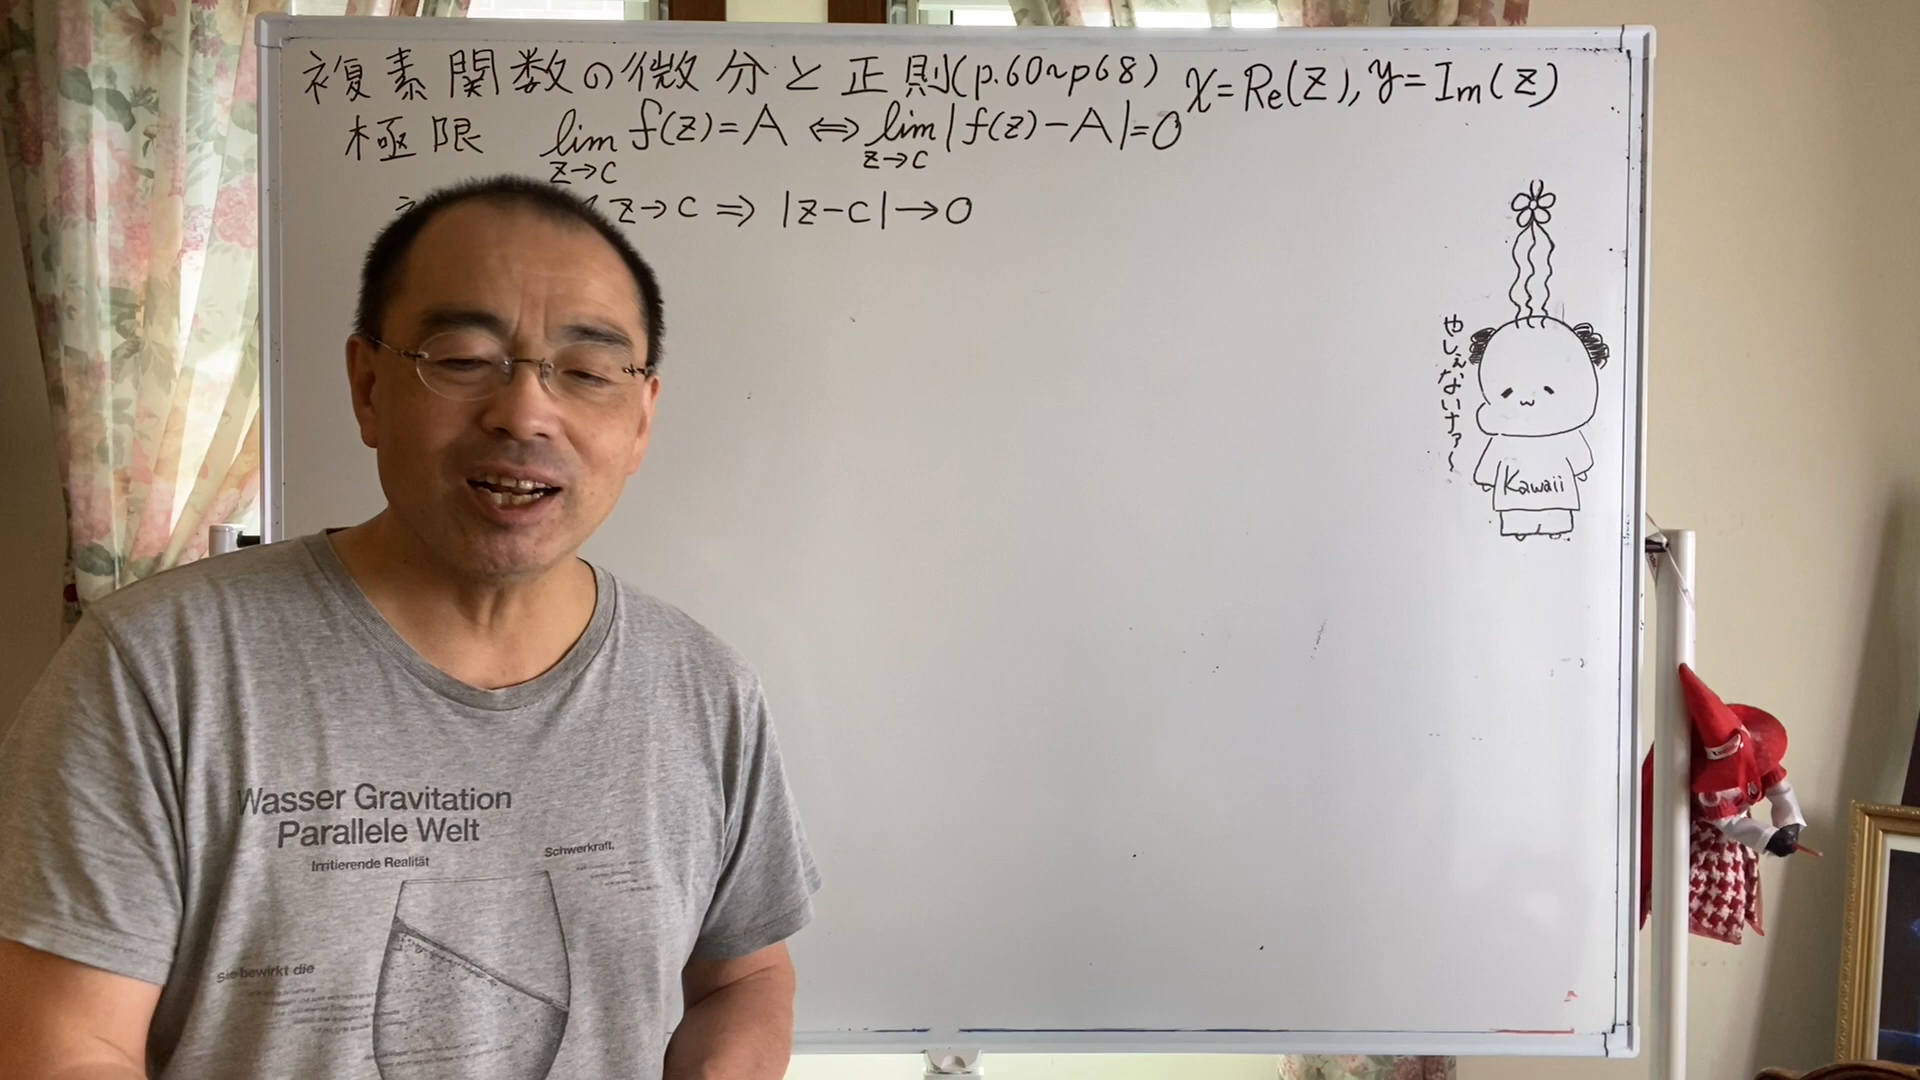 複素関数の微分と正則(p.60~p68) x=Re(z), y=Im(z)
極限 lim f(z)=A ⇔ lim |f(z)-A|=0
z→c z→c
z→c ⇒ |z-c|→0
やしぇないナァ～
Kawaii
Wasser Gravitation
Parallele Welt
Irritierende Realität
Schwerkraft,
Sie bewirkt die